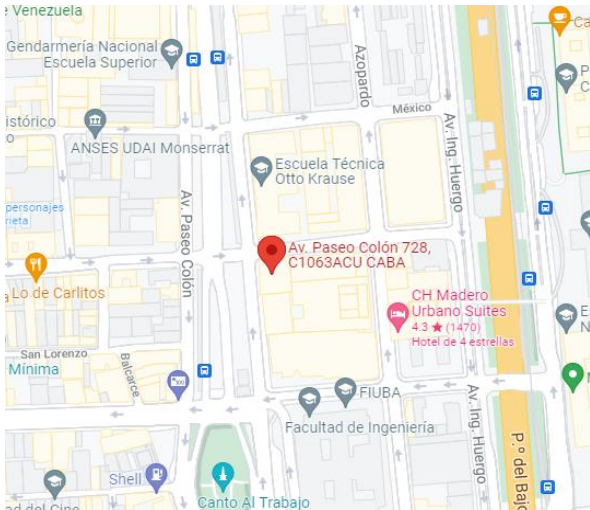 Venezuela
Gendarmería Nacional
Escuela Superior
Azopardo
México
Av. Ing. Huergo
istórico
ANSES UDAI Monserrat
Escuela Técnica
Otto Krause
personajes
Av. Paseo Colón
Av. Paseo Colón 728,
C1063ACU CABA
Lo de Carlitos
CH Madero
Urbano Suites
4.3 ★ (1470)
Hotel de 4 estrellas
San Lorenzo
Mínima
Balcarce
FIUBA
Facultad de Ingeniería
Av. Ing. Huergo
P.º del Bajo
Shell
Canto Al Trabajo
ad del Cine